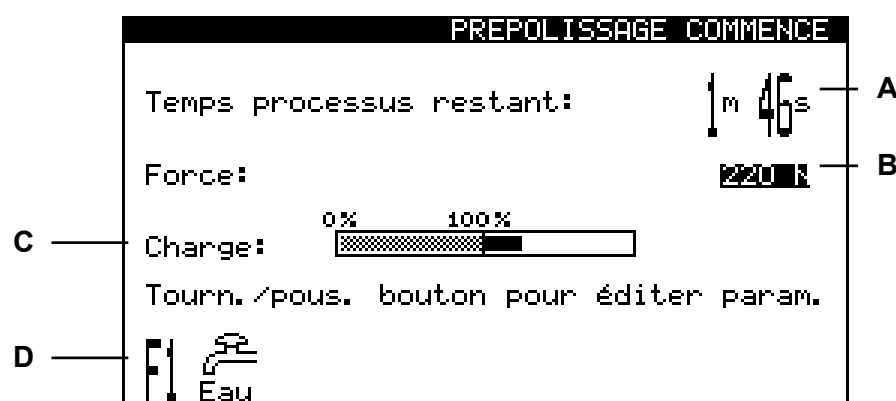 PREPOLISSAGE COMMENCE
Temps processus restant: 1m 46s
A
Force: 220 N
B
0% 100%
C
Charge:
Tourn./pous. bouton pour éditer param.
D
F1 Eau